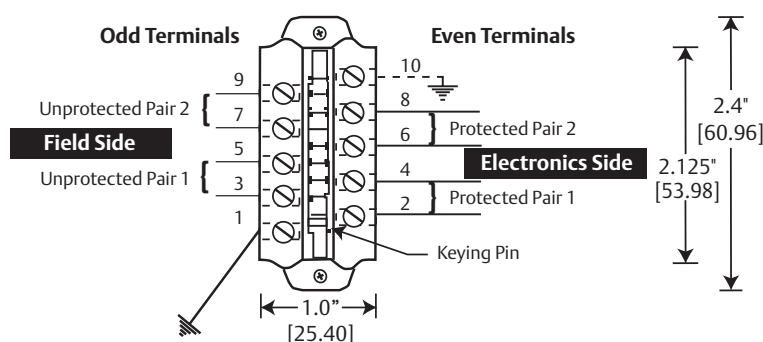 Odd Terminals
Even Terminals
9
10
Unprotected Pair 2 {
7
8
} Protected Pair 2
6
Field Side
5
Electronics Side
Unprotected Pair 1 {
3
4
} Protected Pair 1
2
1
Keying Pin
2.4"
[60.96]
2.125"
[53.98]
1.0”
[25.40]